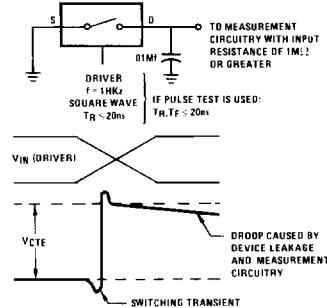 S
D
TO MEASUREMENT
CIRCUITRY WITH INPUT
RESISTANCE OF 1MΩ
OR GREATER
.01Mf
DRIVER
f = 1HKz
SQUARE WAVE
TR ≤ 20ns
IF PULSE TEST IS USED:
TR, TF ≤ 20ns
VIN (DRIVER)
VCTE
DROOP CAUSED BY
DEVICE LEAKAGE
AND MEASUREMENT
CIRCUITRY
SWITCHING TRANSIENT